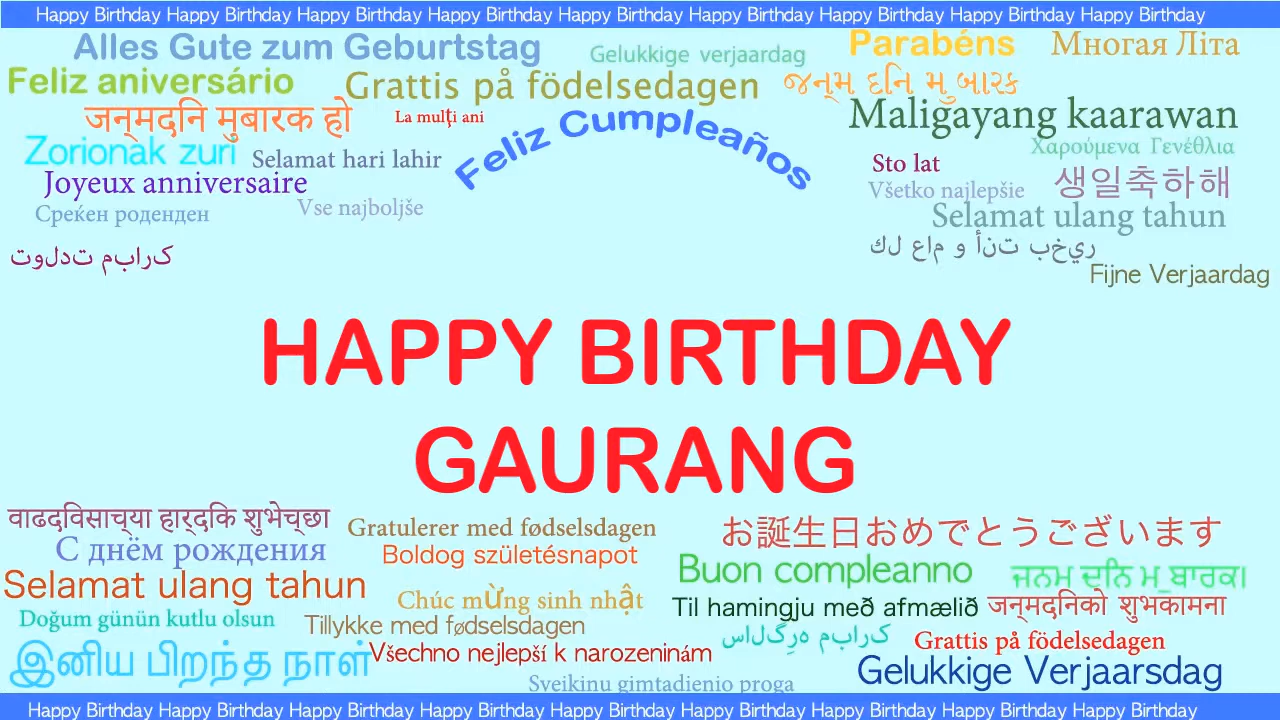 Happy Birthday Happy Birthday Happy Birthday Happy Birthday Happy Birthday Happy Birthday Happy Birthday Happy Birthday Happy Birthday
Alles Gute zum Geburtstag
Gelukkige verjaardag
Parabéns
Многая Літа
Feliz aniversário
Grattis på födelsedagen
જન્મ દિન મુબારક
जन्मदिन मुबारक हो
La mulţi ani
Feliz Cumpleaños
Maligayang kaarawan
Zorionak zuri
Selamat hari lahir
Χαρούμενα Γενέθλια
Sto lat
Joyeux anniversaire
Všetko najlepšie
생일축하해
Среќен роденден
Vse najboljše
Selamat ulang tahun
تولدت مبارک
كل عام و أنت بخير
Fijne Verjaardag
HAPPY BIRTHDAY
GAURANG
वाढदिवसाच्या हार्दिक शुभेच्छा
Gratulerer med fødselsdagen
お誕生日おめでとうございます
С днём рождения
Boldog születésnapot
Buon compleanno
ਜਨਮ ਦਿਨ ਮੁਬਾਰਕ।
Selamat ulang tahun
Chúc mừng sinh nhật
Til hamingju með afmælið
जन्मदिनको शुभकामना
Doğum günün kutlu olsun
Tillykke med fødselsdagen
سالگرہ مبارک
Grattis på födelsedagen
இனிய பிறந்த நாள்
Všechno nejlepší k narozeninám
Gelukkige Verjaarsdag
Sveikinu gimtadienio proga
Happy Birthday Happy Birthday Happy Birthday Happy Birthday Happy Birthday Happy Birthday Happy Birthday Happy Birthday Happy Birthday